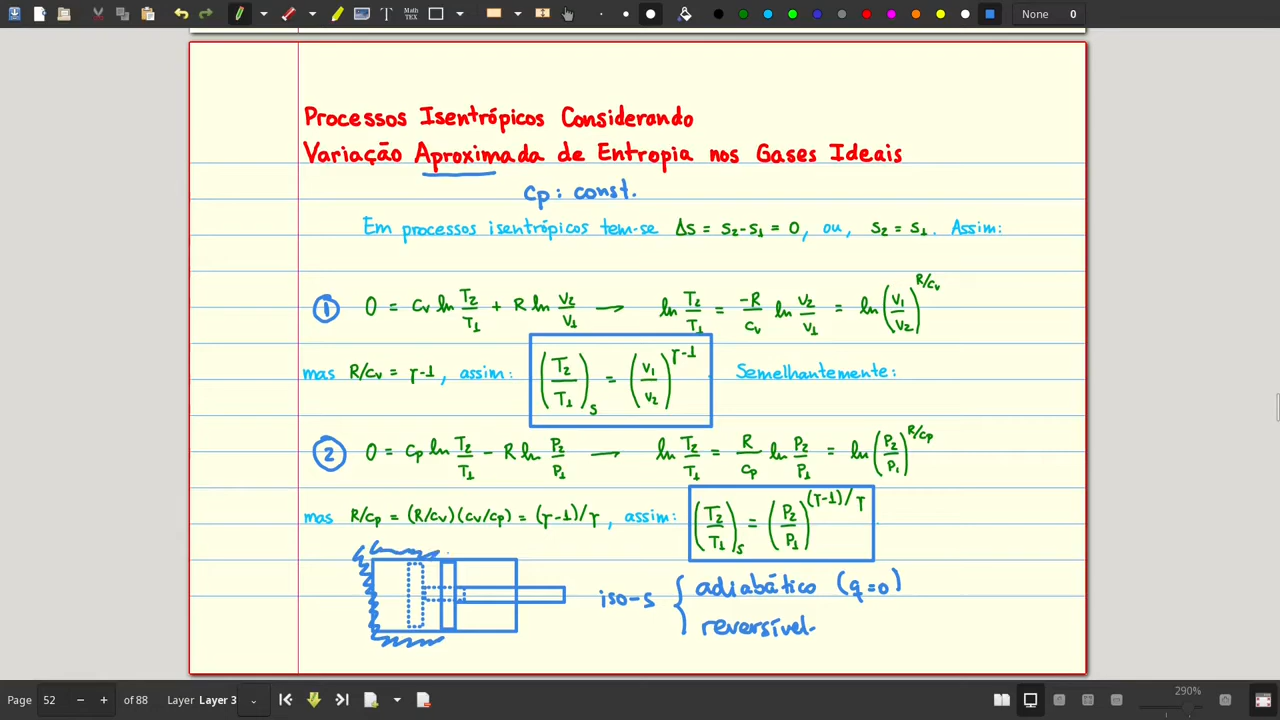 Math
TEX
None 0
Processos Isentrópicos Considerando
Variação Aproximada de Entropia nos Gases Ideais
cp: const.
Em processos isentrópicos tem-se Δs = s₂-s₁ = 0, ou, s₂ = s₁. Assim:
① 0 = cv ln T₂/T₁ + R ln v₂/v₁ → ln T₂/T₁ = -R/cv ln v₂/v₁ = ln (v₁/v₂)^R/cv
mas R/cv = γ-1, assim: (T₂/T₁)s = (v₁/v₂)^γ-1 Semelhantemente:
② 0 = cp ln T₂/T₁ - R ln P₂/P₁ → ln T₂/T₁ = R/cp ln P₂/P₁ = ln (P₂/P₁)^R/cp
mas R/cp = (R/cv)(cv/cp) = (γ-1)/γ, assim: (T₂/T₁)s = (P₂/P₁)^(γ-1)/γ
iso-s { adiabático (q=0)
reversível
Page 52 of 88 Layer Layer 3
290%